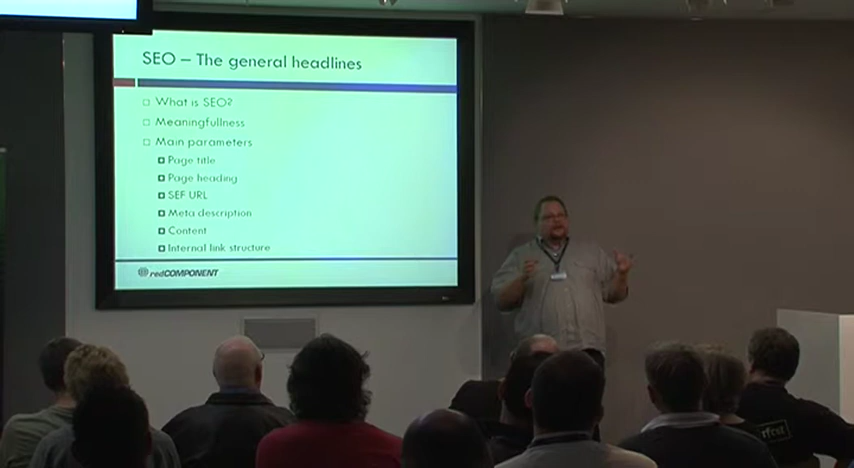 SEO – The general headlines
What is SEO?
Meaningfullness
Main parameters
Page title
Page heading
SEF URL
Meta description
Content
Internal link structure
redCOMPONENT